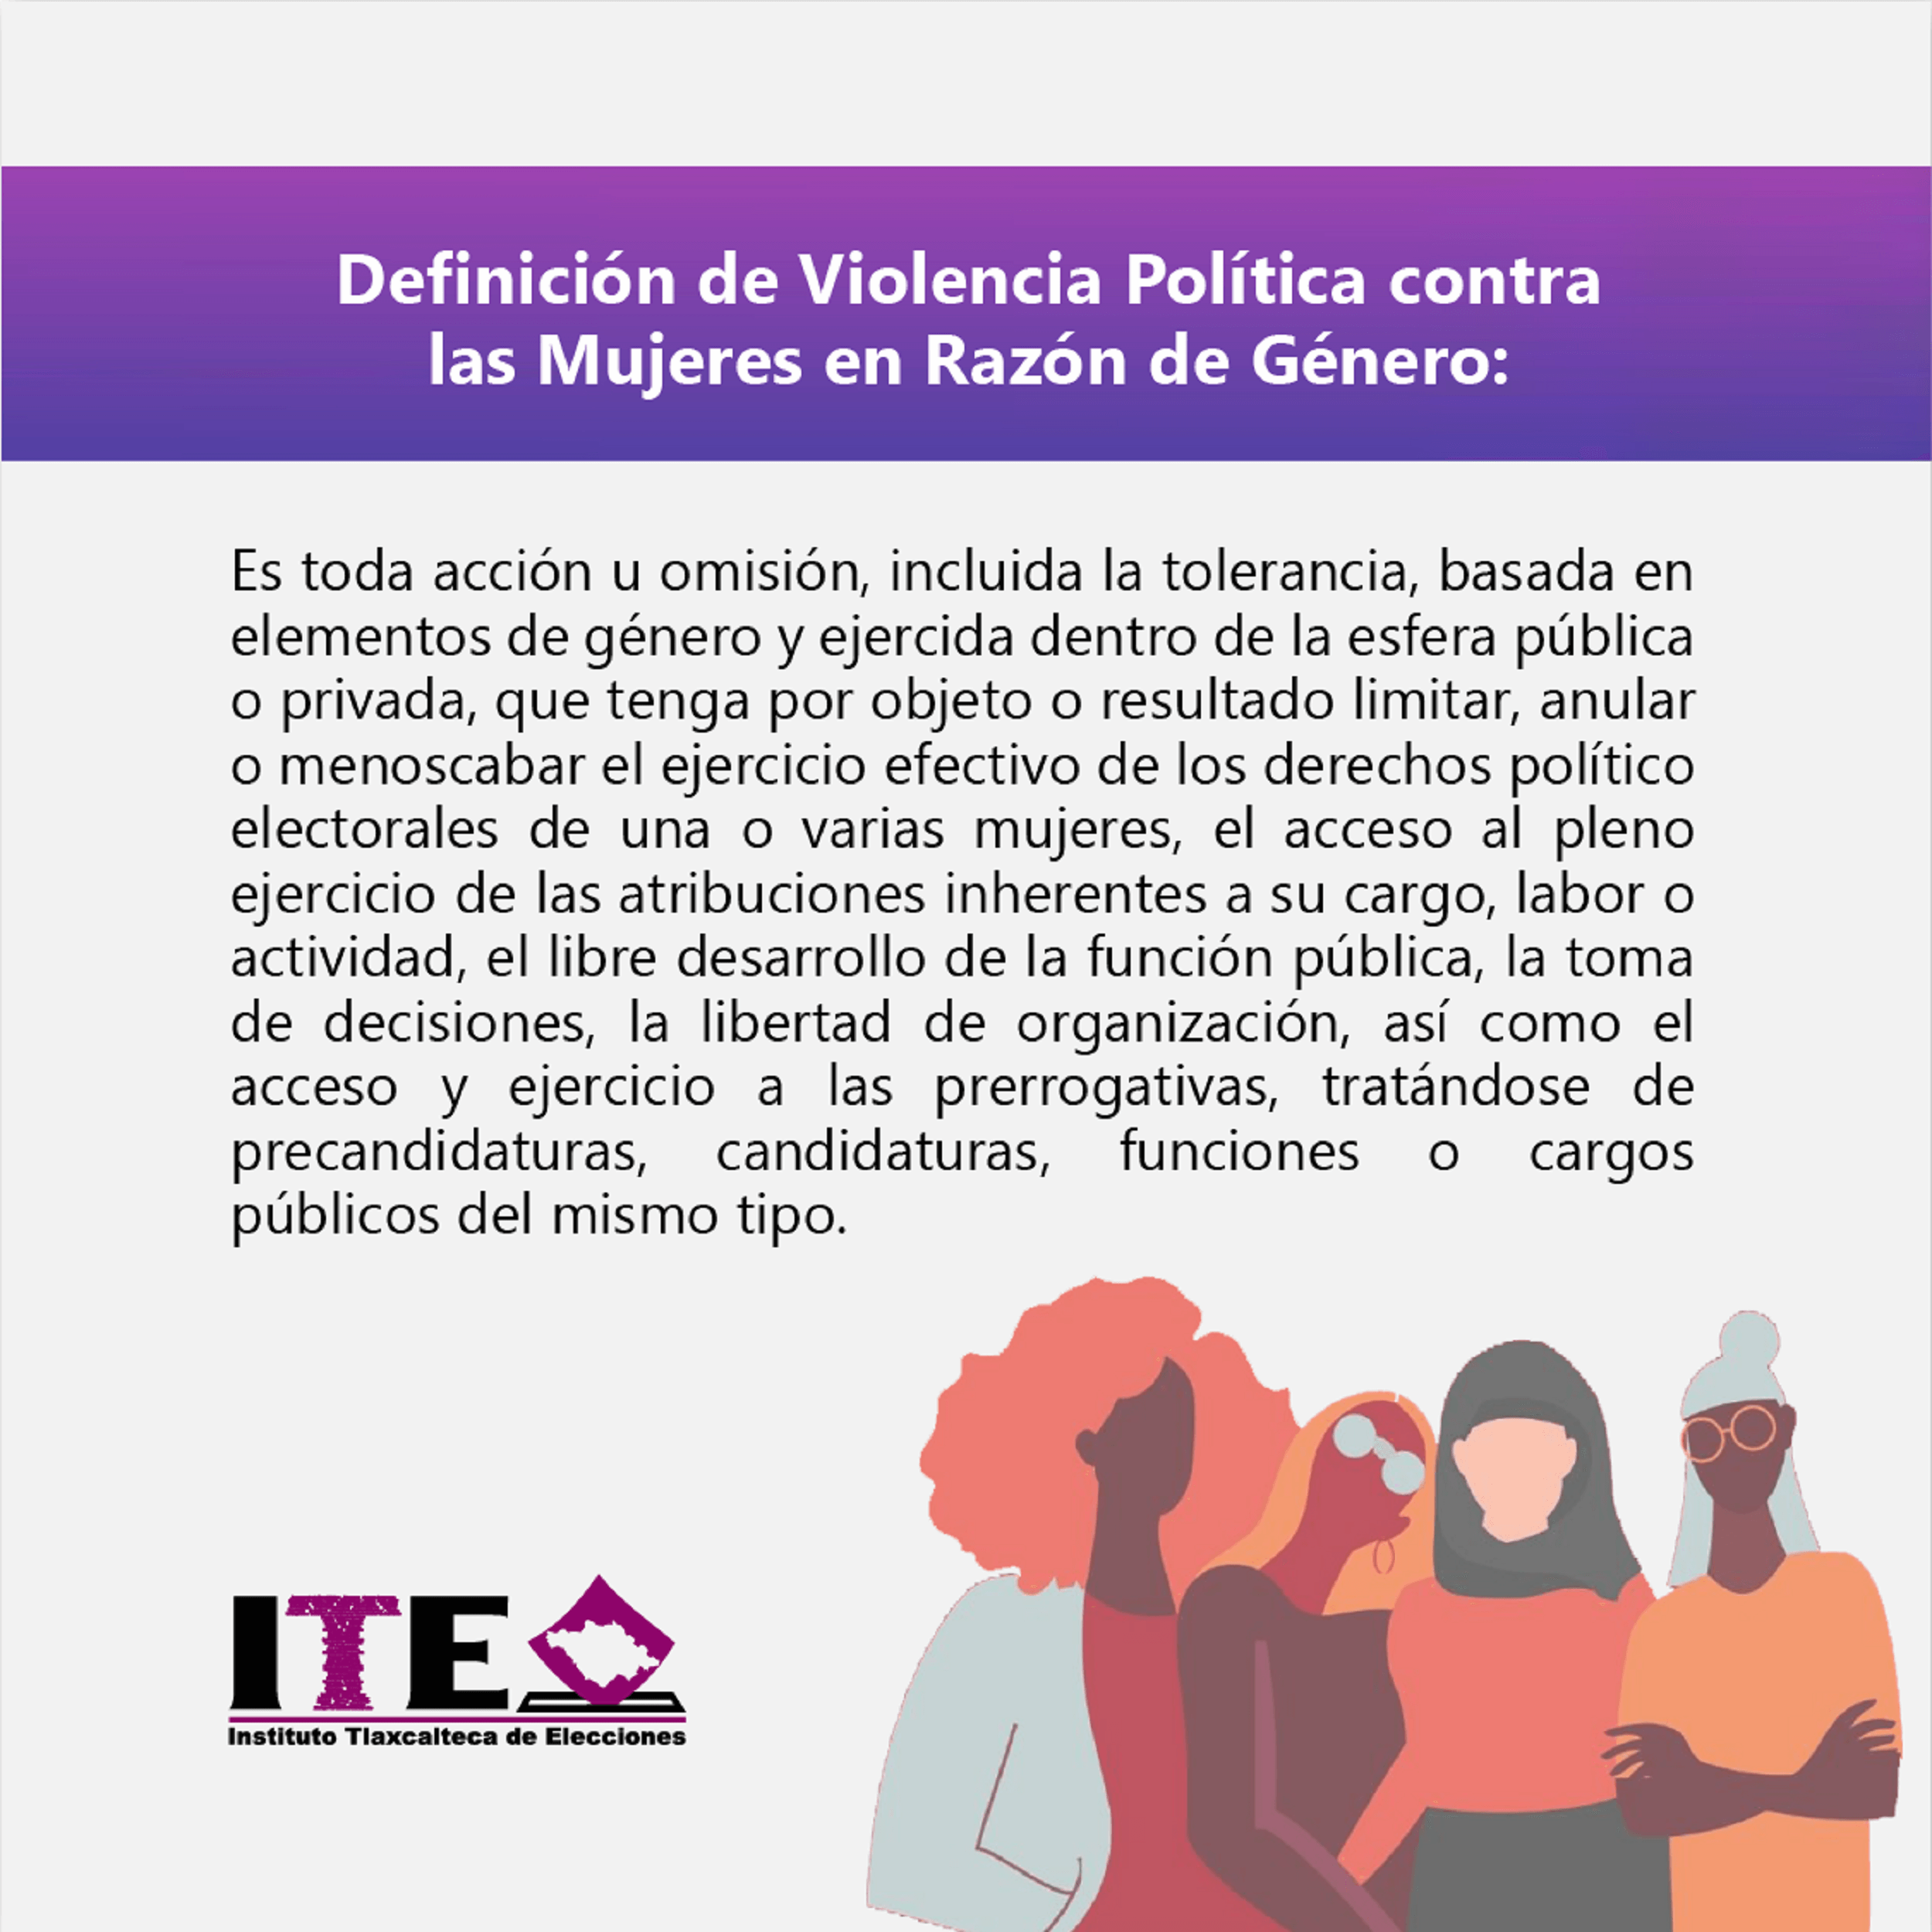 Definición de Violencia Política contra
las Mujeres en Razón de Género:
Es toda acción u omisión, incluida la tolerancia, basada en
elementos de género y ejercida dentro de la esfera pública
o privada, que tenga por objeto o resultado limitar, anular
o menoscabar el ejercicio efectivo de los derechos político
electorales de una o varias mujeres, el acceso al pleno
ejercicio de las atribuciones inherentes a su cargo, labor o
actividad, el libre desarrollo de la función pública, la toma
de decisiones, la libertad de organización, así como el
acceso y ejercicio a las prerrogativas, tratándose de
precandidaturas, candidaturas, funciones o cargos
públicos del mismo tipo.
ITE
Instituto Tlaxcalteca de Elecciones